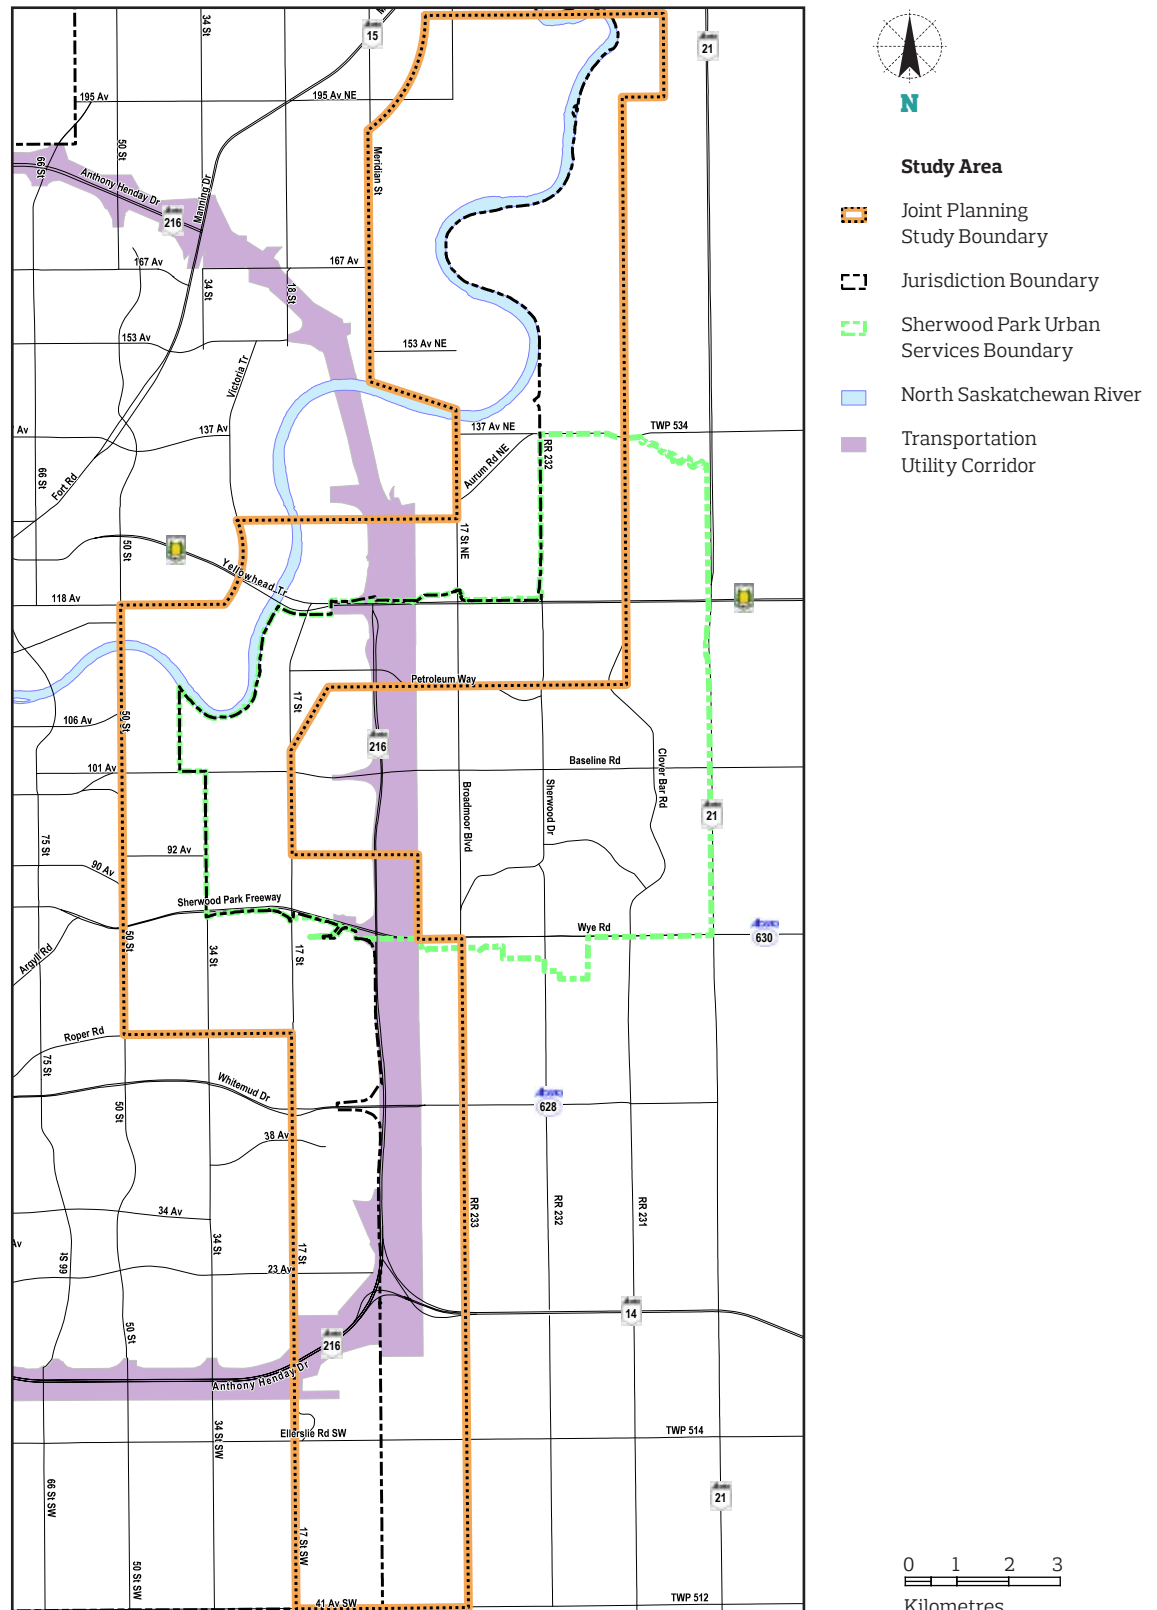 34 St
15
21
N
195 Av
195 Av NE
Study Area
50 St
66 St
Meridian St
Anthony Henday Dr
Manning Dr
216
Joint Planning
Study Boundary
167 Av
167 Av
34 St
18 St
Jurisdiction Boundary
153 Av
153 Av NE
Sherwood Park Urban
Services Boundary
Victoria Tr
North Saskatchewan River
Av
137 Av
137 Av NE
TWP 534
Transportation
Utility Corridor
RR 232
Aurum Rd NE
66 St
Fort Rd
50 St
17 St NE
Yellowhead Tr
118 Av
Petroleum Way
17 St
106 Av
50 St
216
101 Av
Baseline Rd
Clover Bar Rd
Broadmoor Blvd
Sherwood Dr
21
75 St
92 Av
90 Av
Sherwood Park Freeway
Wye Rd
630
50 St
34 St
17 St
Argyll Rd
Roper Rd
75 St
Whitemud Dr
628
50 St
38 Av
34 Av
RR 233
RR 232
RR 231
Av
34 St
17 St
66 St
23 Av
14
50 St
216
Anthony Henday Dr
Ellerslie Rd SW
TWP 514
34 St SW
66 St SW
21
17 St SW
50 St SW
41 Av SW
TWP 512
0 1 2 3
Kilometres